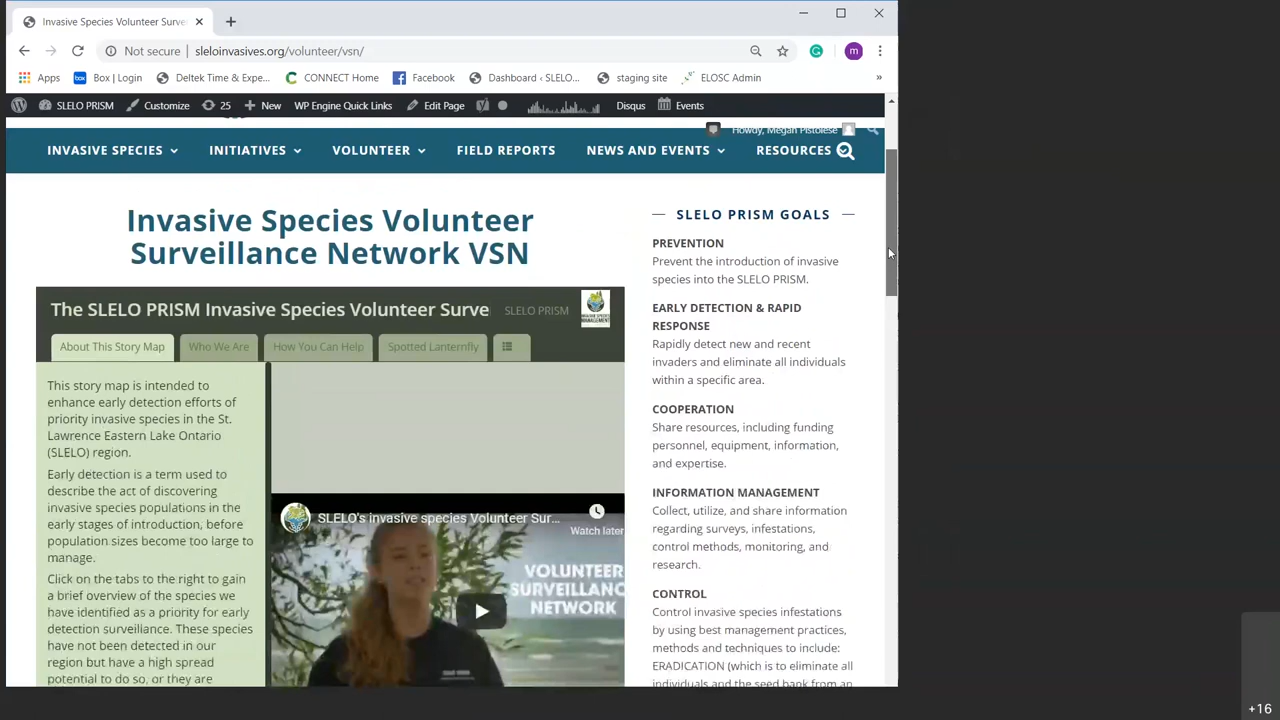 Invasive Species Volunteer Surve
Not secure sleloinvasives.org/volunteer/vsn/
m
Apps Box | Login Deltek Time & Expe... CONNECT Home Facebook Dashboard ‹ SLELO... staging site ELOSC Admin »
SLELO PRISM Customize 25 New WP Engine Quick Links Edit Page Disqus Events
Howdy, Megan Pistolese
INVASIVE SPECIES INITIATIVES VOLUNTEER FIELD REPORTS NEWS AND EVENTS RESOURCES
Invasive Species Volunteer
Surveillance Network VSN
The SLELO PRISM Invasive Species Volunteer Surve
SLELO PRISM
About This Story Map Who We Are How You Can Help Spotted Lanternfly
This story map is intended to
enhance early detection efforts of
priority invasive species in the St.
Lawrence Eastern Lake Ontario
(SLELO) region.
Early detection is a term used to
describe the act of discovering
invasive species populations in the
early stages of introduction, before
population sizes become too large to
manage.
Click on the tabs to the right to gain
a brief overview of the species we
have identified as a priority for early
detection surveillance. These species
have not been detected in our
region but have a high spread
potential to do so, or they are
SLELO's invasive species Volunteer Sur...
Watch later
VOLUNTEER
SURVEILLANC
NETWORK
SLELO PRISM GOALS
PREVENTION
Prevent the introduction of invasive
species into the SLELO PRISM.
EARLY DETECTION & RAPID
RESPONSE
Rapidly detect new and recent
invaders and eliminate all individuals
within a specific area.
COOPERATION
Share resources, including funding
personnel, equipment, information,
and expertise.
INFORMATION MANAGEMENT
Collect, utilize, and share information
regarding surveys, infestations,
control methods, monitoring, and
research.
CONTROL
Control invasive species infestations
by using best management practices,
methods and techniques to include:
ERADICATION (which is to eliminate all
individuals and the seed bank from an
+16